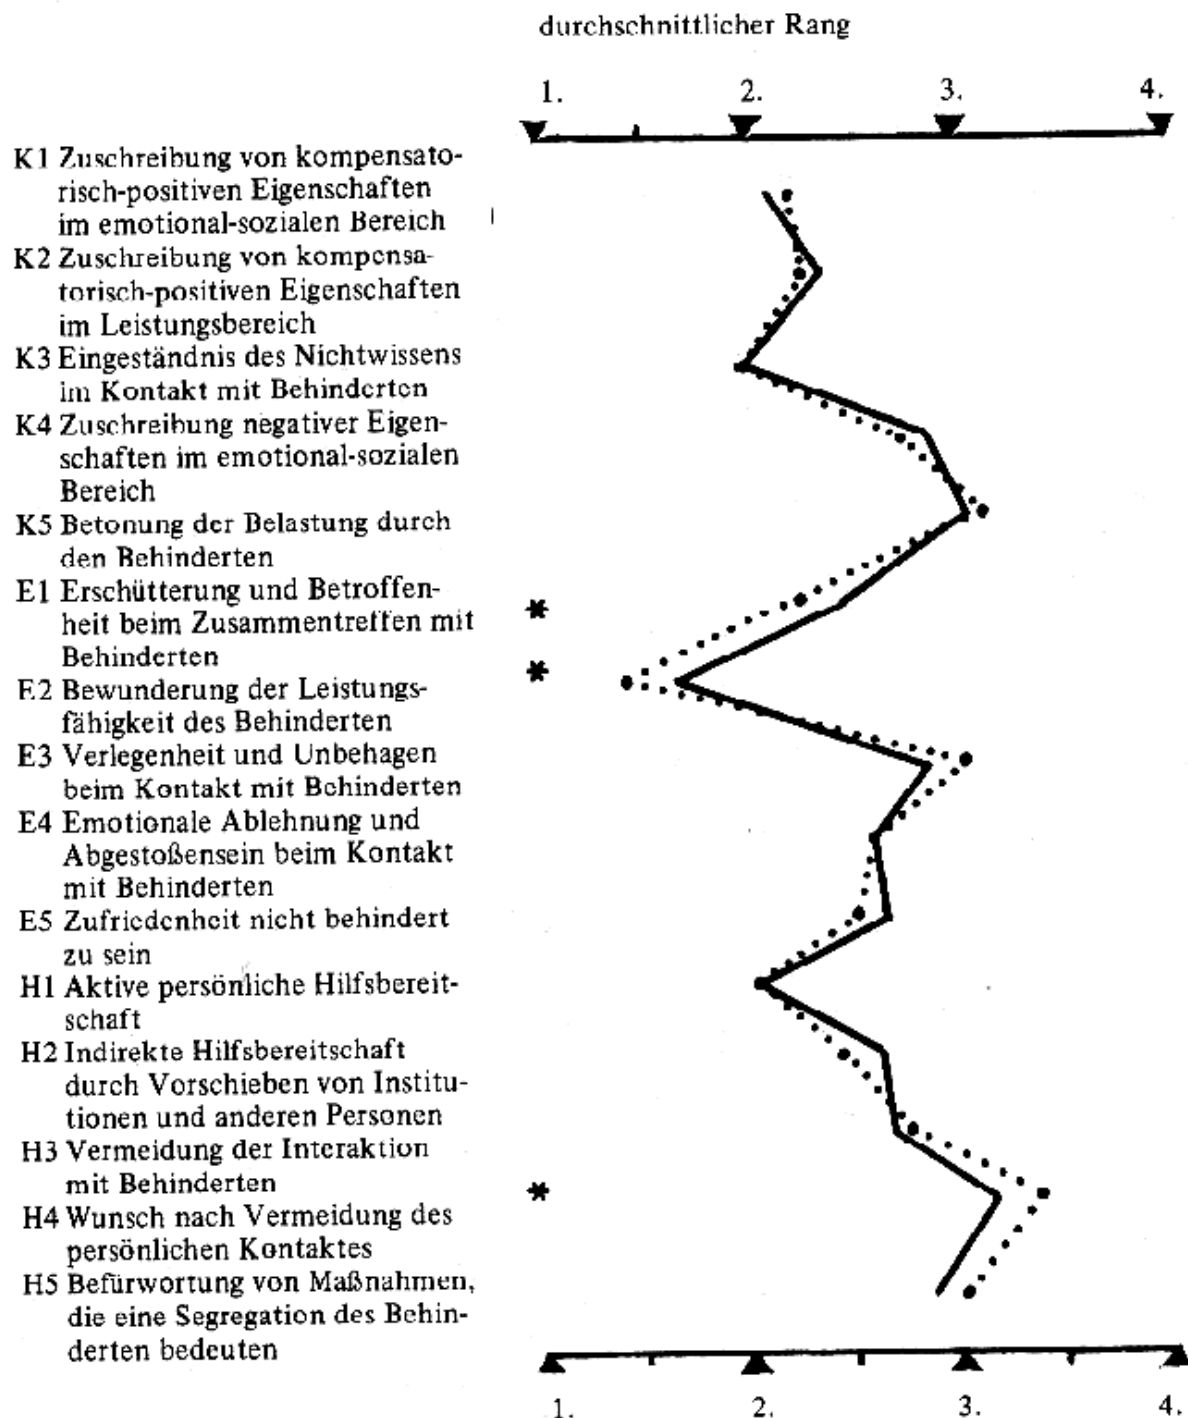 durchschnittlicher Rang
1. 2. 3. 4.
K1 Zuschreibung von kompensato-
risch-positiven Eigenschaften
im emotional-sozialen Bereich
K2 Zuschreibung von kompensa-
torisch-positiven Eigenschaften
im Leistungsbereich
K3 Eingeständnis des Nichtwissens
im Kontakt mit Behinderten
K4 Zuschreibung negativer Eigen-
schaften im emotional-sozialen
Bereich
K5 Betonung der Belastung durch
den Behinderten
E1 Erschütterung und Betroffen-
heit beim Zusammentreffen mit
Behinderten
*
*
E2 Bewunderung der Leistungs-
fähigkeit des Behinderten
E3 Verlegenheit und Unbehagen
beim Kontakt mit Behinderten
E4 Emotionale Ablehnung und
Abgestoßensein beim Kontakt
mit Behinderten
E5 Zufriedenheit nicht behindert
zu sein
H1 Aktive persönliche Hilfsbereit-
schaft
H2 Indirekte Hilfsbereitschaft
durch Vorschieben von Institu-
tionen und anderen Personen
H3 Vermeidung der Interaktion
mit Behinderten
*
H4 Wunsch nach Vermeidung des
persönlichen Kontaktes
H5 Befürwortung von Maßnahmen,
die eine Segregation des Behin-
derten bedeuten
1. 2. 3. 4.